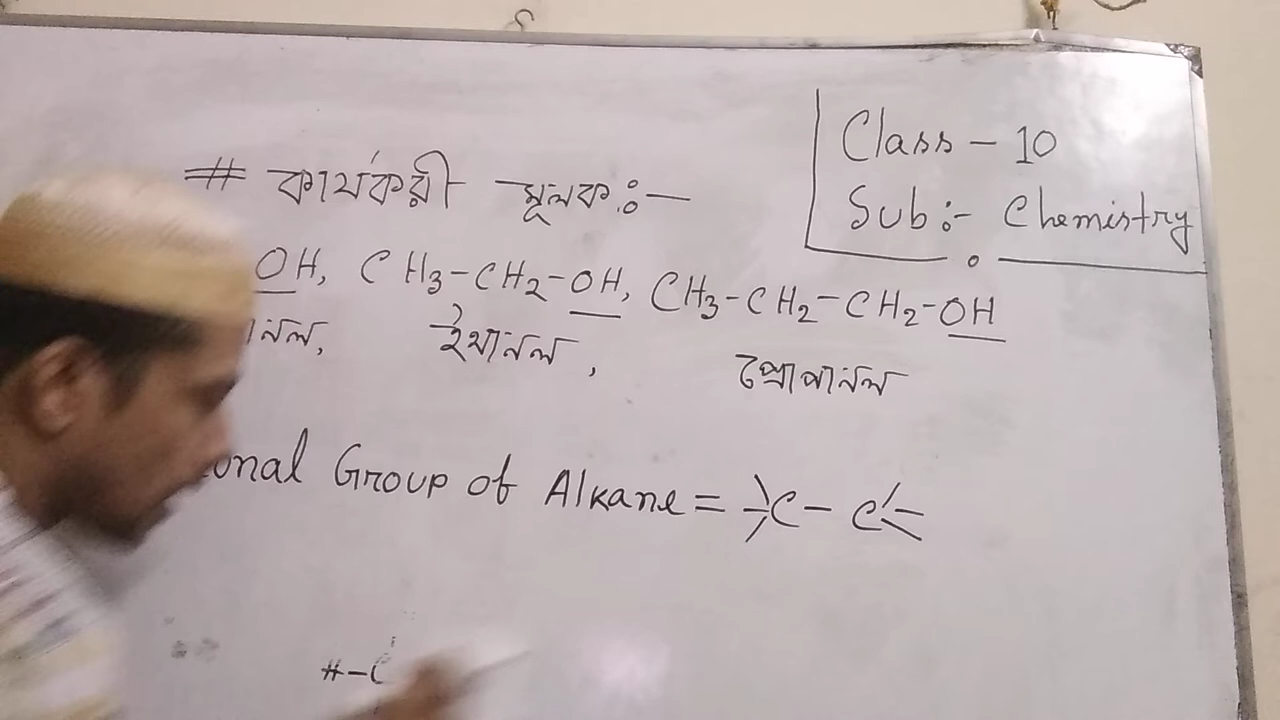 Class - 10
Sub :- Chemistry
# কার্যকরী মূলক :-
OH, CH3-CH2-OH, CH3-CH2-CH2-OH
নল, ইথানল, প্রোপানল
onal Group of Alkane = C - C
#-C